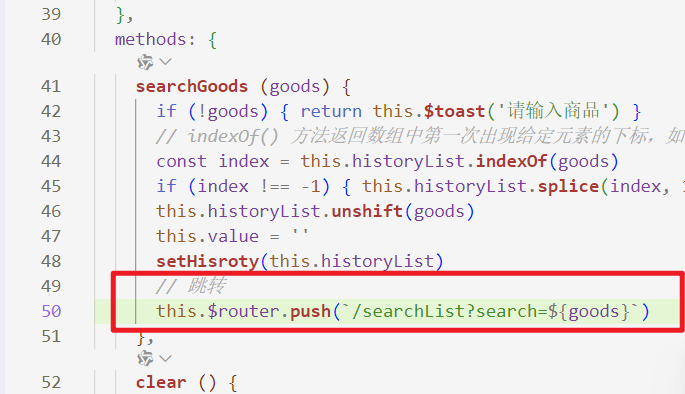 39 },
40 methods: {
41 searchGoods (goods) {
42 if (!goods) { return this.$toast('请输入商品') }
43 // indexOf() 方法返回数组中第一次出现给定元素的下标，如
44 const index = this.historyList.indexOf(goods)
45 if (index !== -1) { this.historyList.splice(index,
46 this.historyList.unshift(goods)
47 this.value = ''
48 setHisroty(this.historyList)
49 // 跳转
50 this.$router.push(`/searchList?search=${goods}`)
51 },
52 clear () {